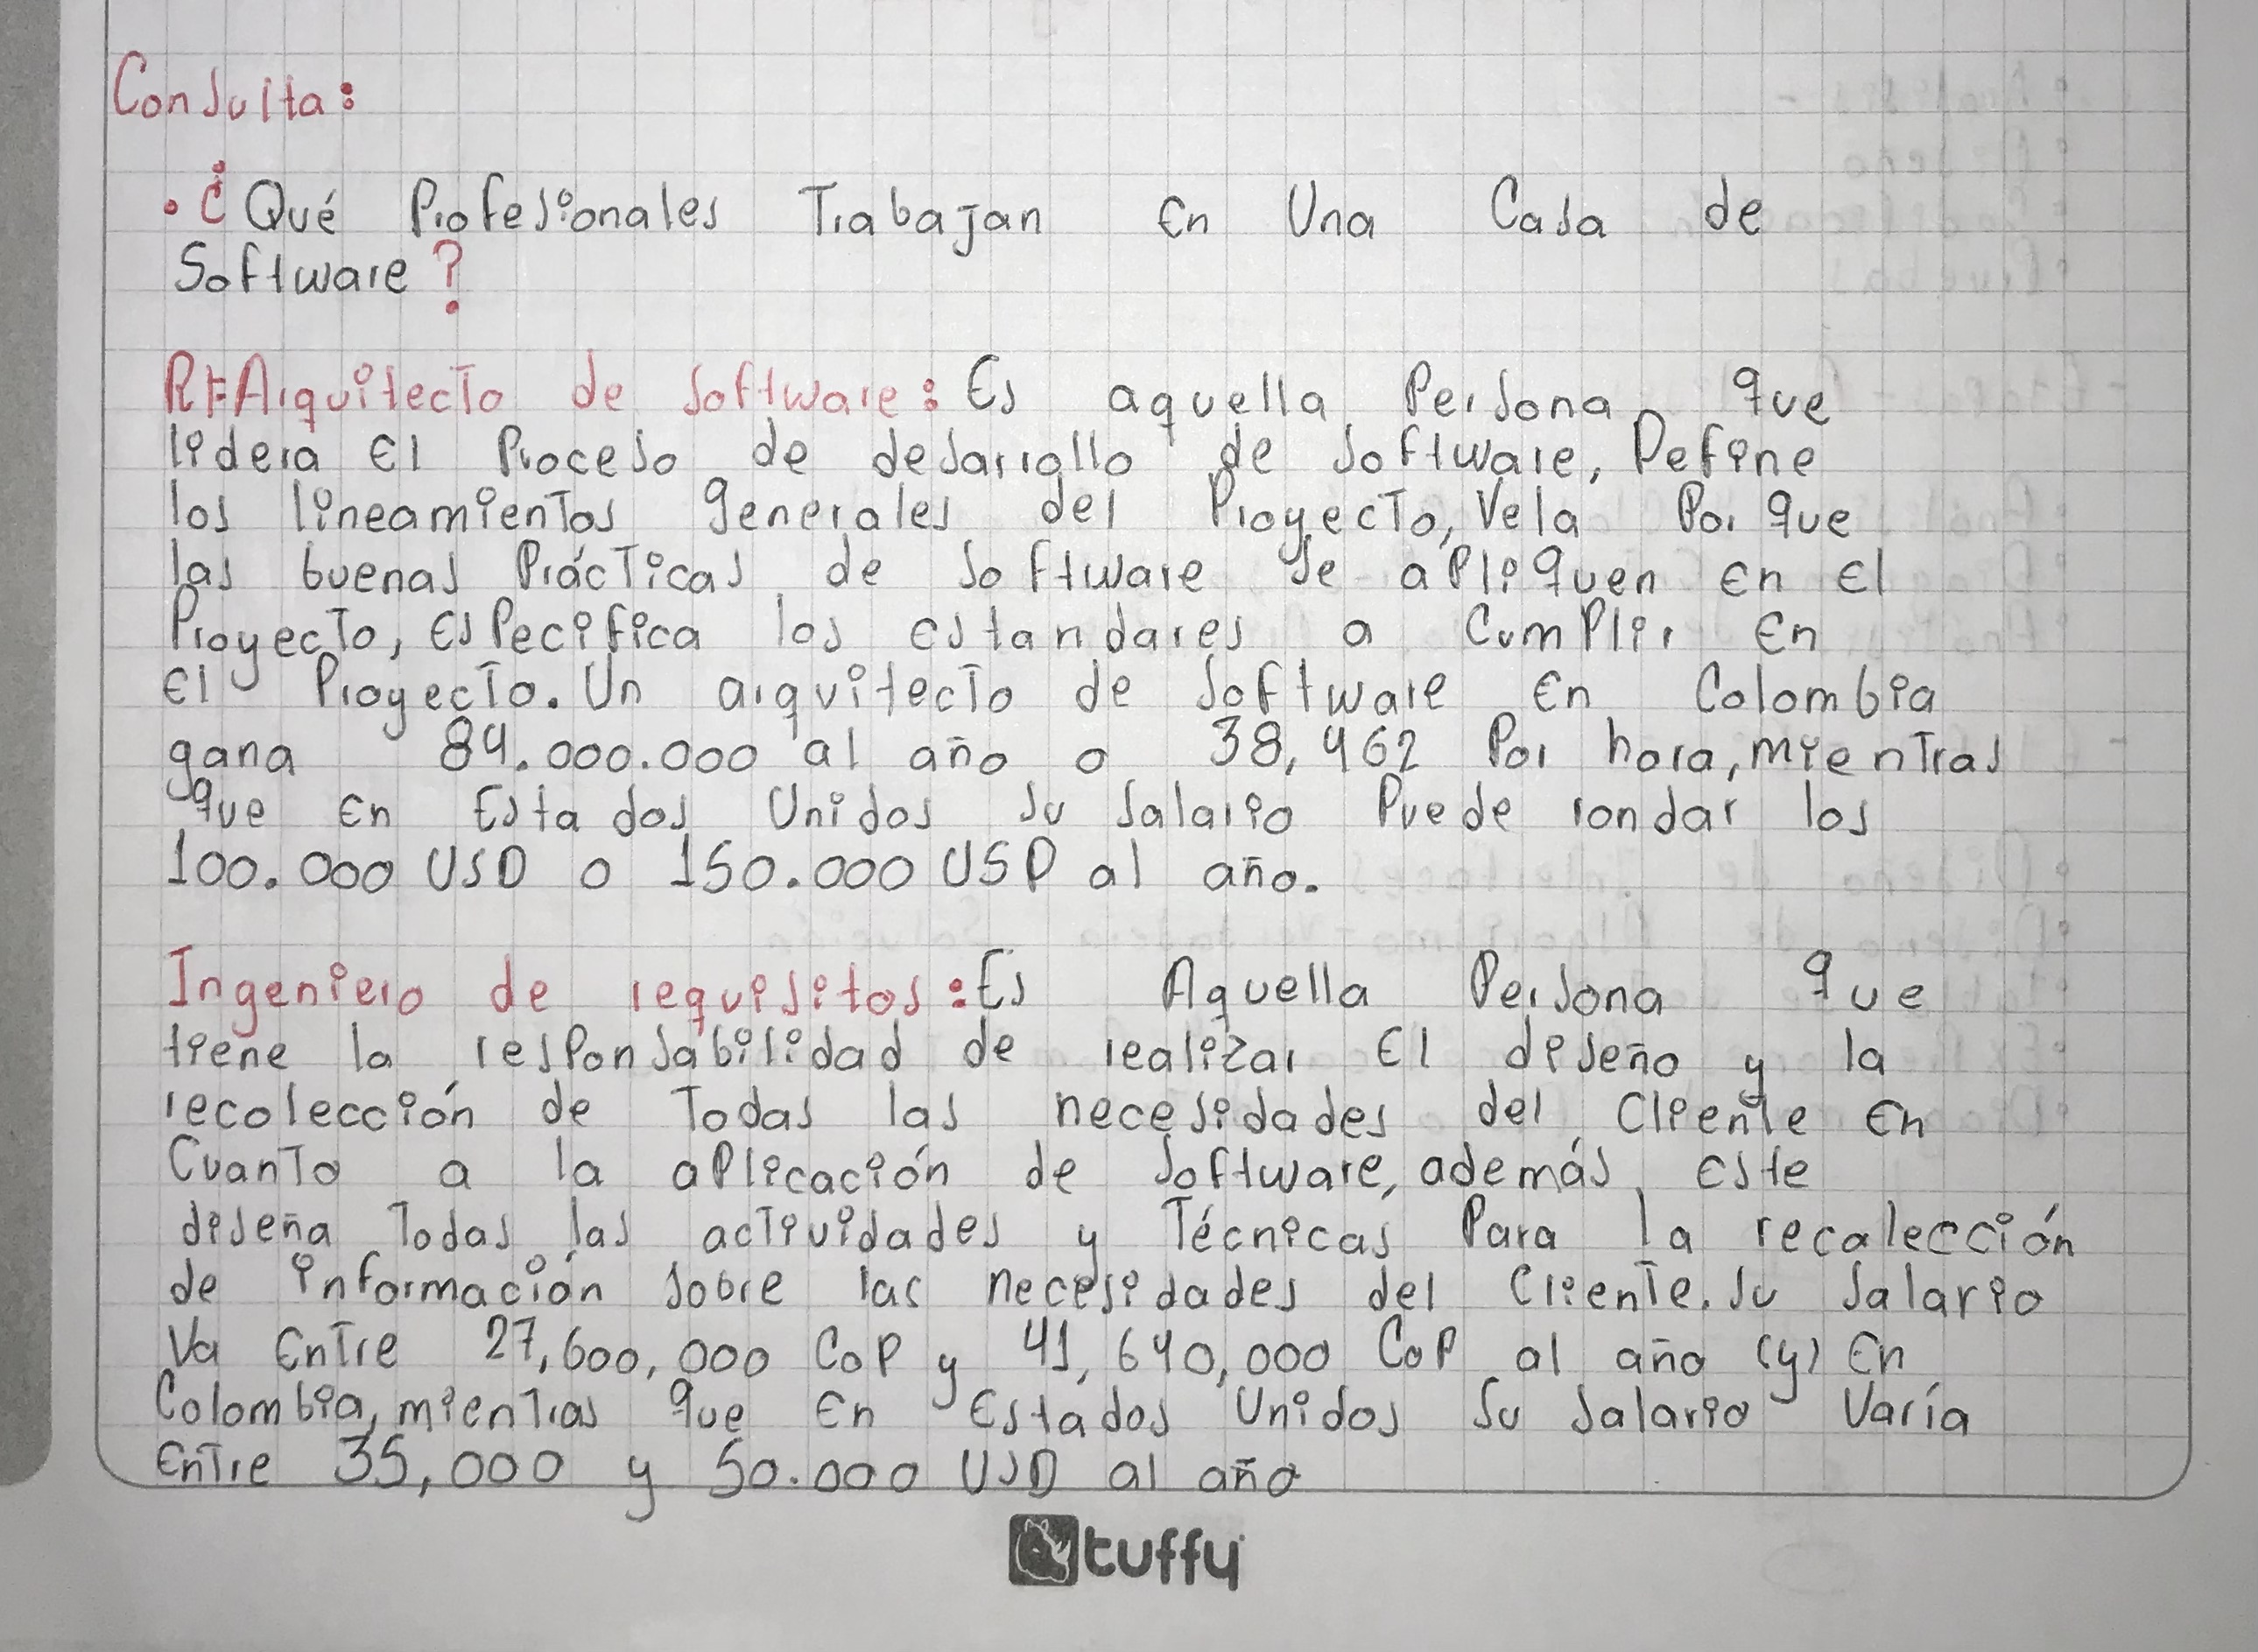 Consulta:
• ¿Qué Profesionales Trabajan en Una Casa de
Software?
R/=Arquitecto de software: Es aquella Persona que
lidera el Proceso de desarrollo de software, Define
los lineamientos generales del Proyecto, Vela Por que
las buenas Prácticas de software se apliquen en el
Proyecto, especifica los estandares a Cumplir en
el Proyecto. Un arquitecto de software en Colombia
gana 84.000.000 al año o 38,462 Por hora, mientras
que en Estados Unidos su salario Puede rondar los
100.000 USD o 150.000 USD al año.
Ingeniero de requisitos: Es Aquella Persona que
tiene la responsabilidad de realizar el diseño y la
recolección de Todas las necesidades del Cliente en
Cuanto a la aplicación de software, además este
diseña Todas las actividades y Técnicas Para la recalección
de información sobre las necesidades del Cliente. Su salario
Va entre 27,600,000 COP y 41,640,000 COP al año (y) en
Colombia, mientras que en Estados Unidos su salario Varía
entre 35,000 y 50.000 USD al año
tuffy